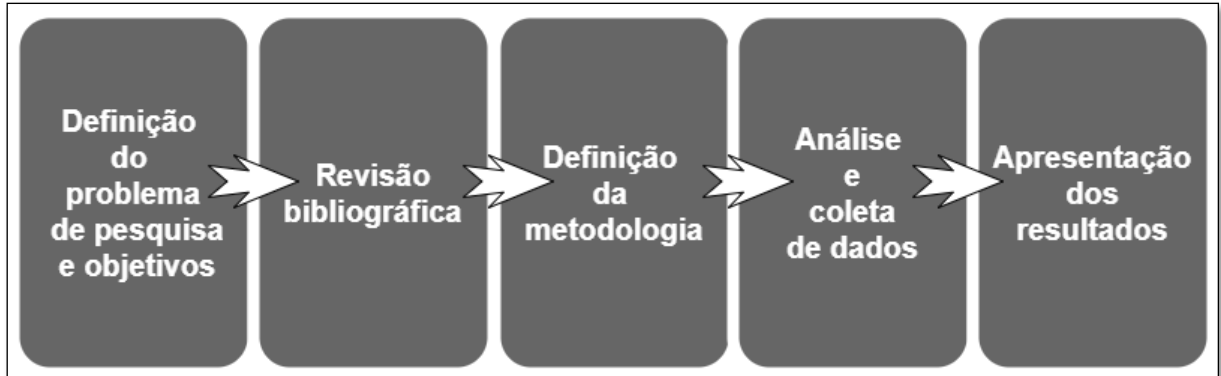 Definição
do
problema
de pesquisa
e objetivos
Revisão
bibliográfica
Definição
da
metodologia
Análise
e
coleta
de dados
Apresentação
dos
resultados